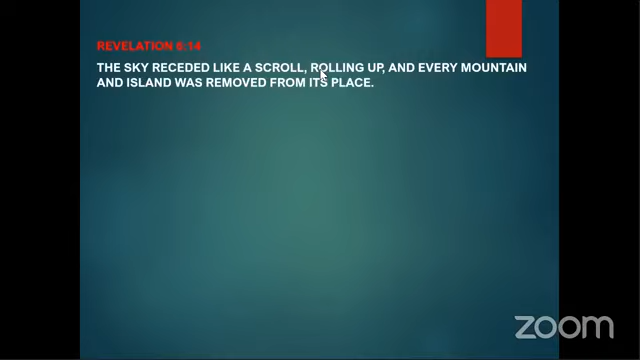 REVELATION 6:14
THE SKY RECEDED LIKE A SCROLL, ROLLING UP, AND EVERY MOUNTAIN
AND ISLAND WAS REMOVED FROM ITS PLACE.
zoom